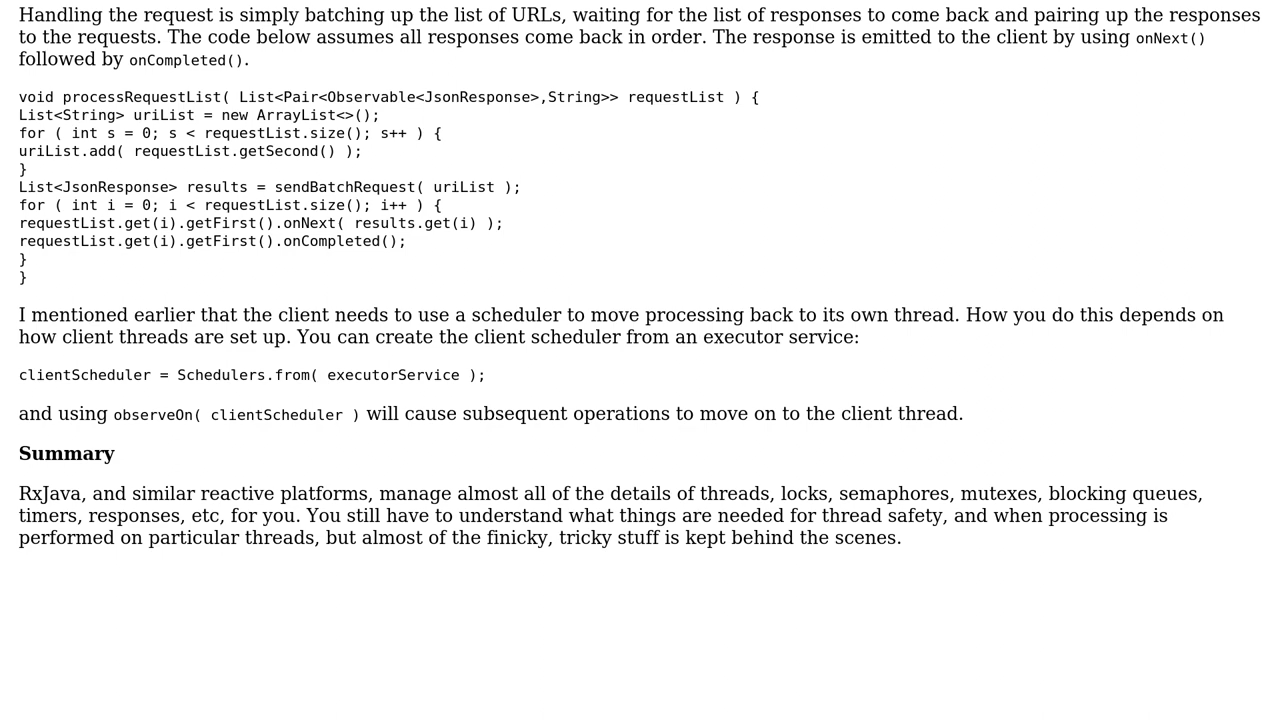 Handling the request is simply batching up the list of URLs, waiting for the list of responses to come back and pairing up the responses
to the requests. The code below assumes all responses come back in order. The response is emitted to the client by using onNext()
followed by onCompleted().
void processRequestList( List<Pair<Observable<JsonResponse>,String>> requestList ) {
List<String> uriList = new ArrayList<>();
for ( int s = 0; s < requestList.size(); s++ ) {
uriList.add( requestList.getSecond() );
}
List<JsonResponse> results = sendBatchRequest( uriList );
for ( int i = 0; i < requestList.size(); i++ ) {
requestList.get(i).getFirst().onNext( results.get(i) );
requestList.get(i).getFirst().onCompleted();
}
}
I mentioned earlier that the client needs to use a scheduler to move processing back to its own thread. How you do this depends on
how client threads are set up. You can create the client scheduler from an executor service:
clientScheduler = Schedulers.from( executorService );
and using observeOn( clientScheduler ) will cause subsequent operations to move on to the client thread.
Summary
RxJava, and similar reactive platforms, manage almost all of the details of threads, locks, semaphores, mutexes, blocking queues,
timers, responses, etc, for you. You still have to understand what things are needed for thread safety, and when processing is
performed on particular threads, but almost of the finicky, tricky stuff is kept behind the scenes.